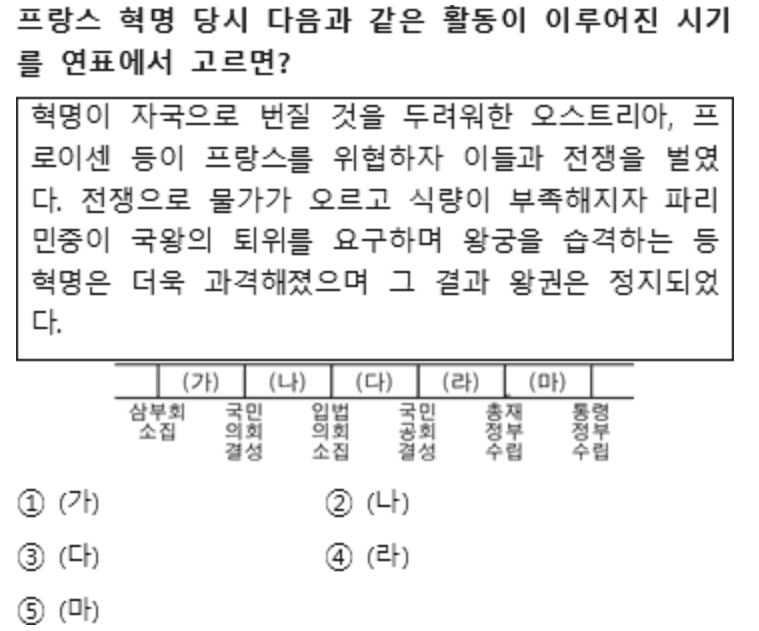 프랑스 혁명 당시 다음과 같은 활동이 이루어진 시기
를 연표에서 고르면?
혁명이 자국으로 번질 것을 두려워한 오스트리아, 프
로이센 등이 프랑스를 위협하자 이들과 전쟁을 벌였
다. 전쟁으로 물가가 오르고 식량이 부족해지자 파리
민중이 국왕의 퇴위를 요구하며 왕궁을 습격하는 등
혁명은 더욱 과격해졌으며 그 결과 왕권은 정지되었
다.
(가) (나) (다) (라) (마)
삼부회 국민 입법 국민 총재 통령
소집 의회 의회 공회 정부 정부
결성 소집 결성 수립 수립
① (가) ② (나)
③ (다) ④ (라)
⑤ (마)